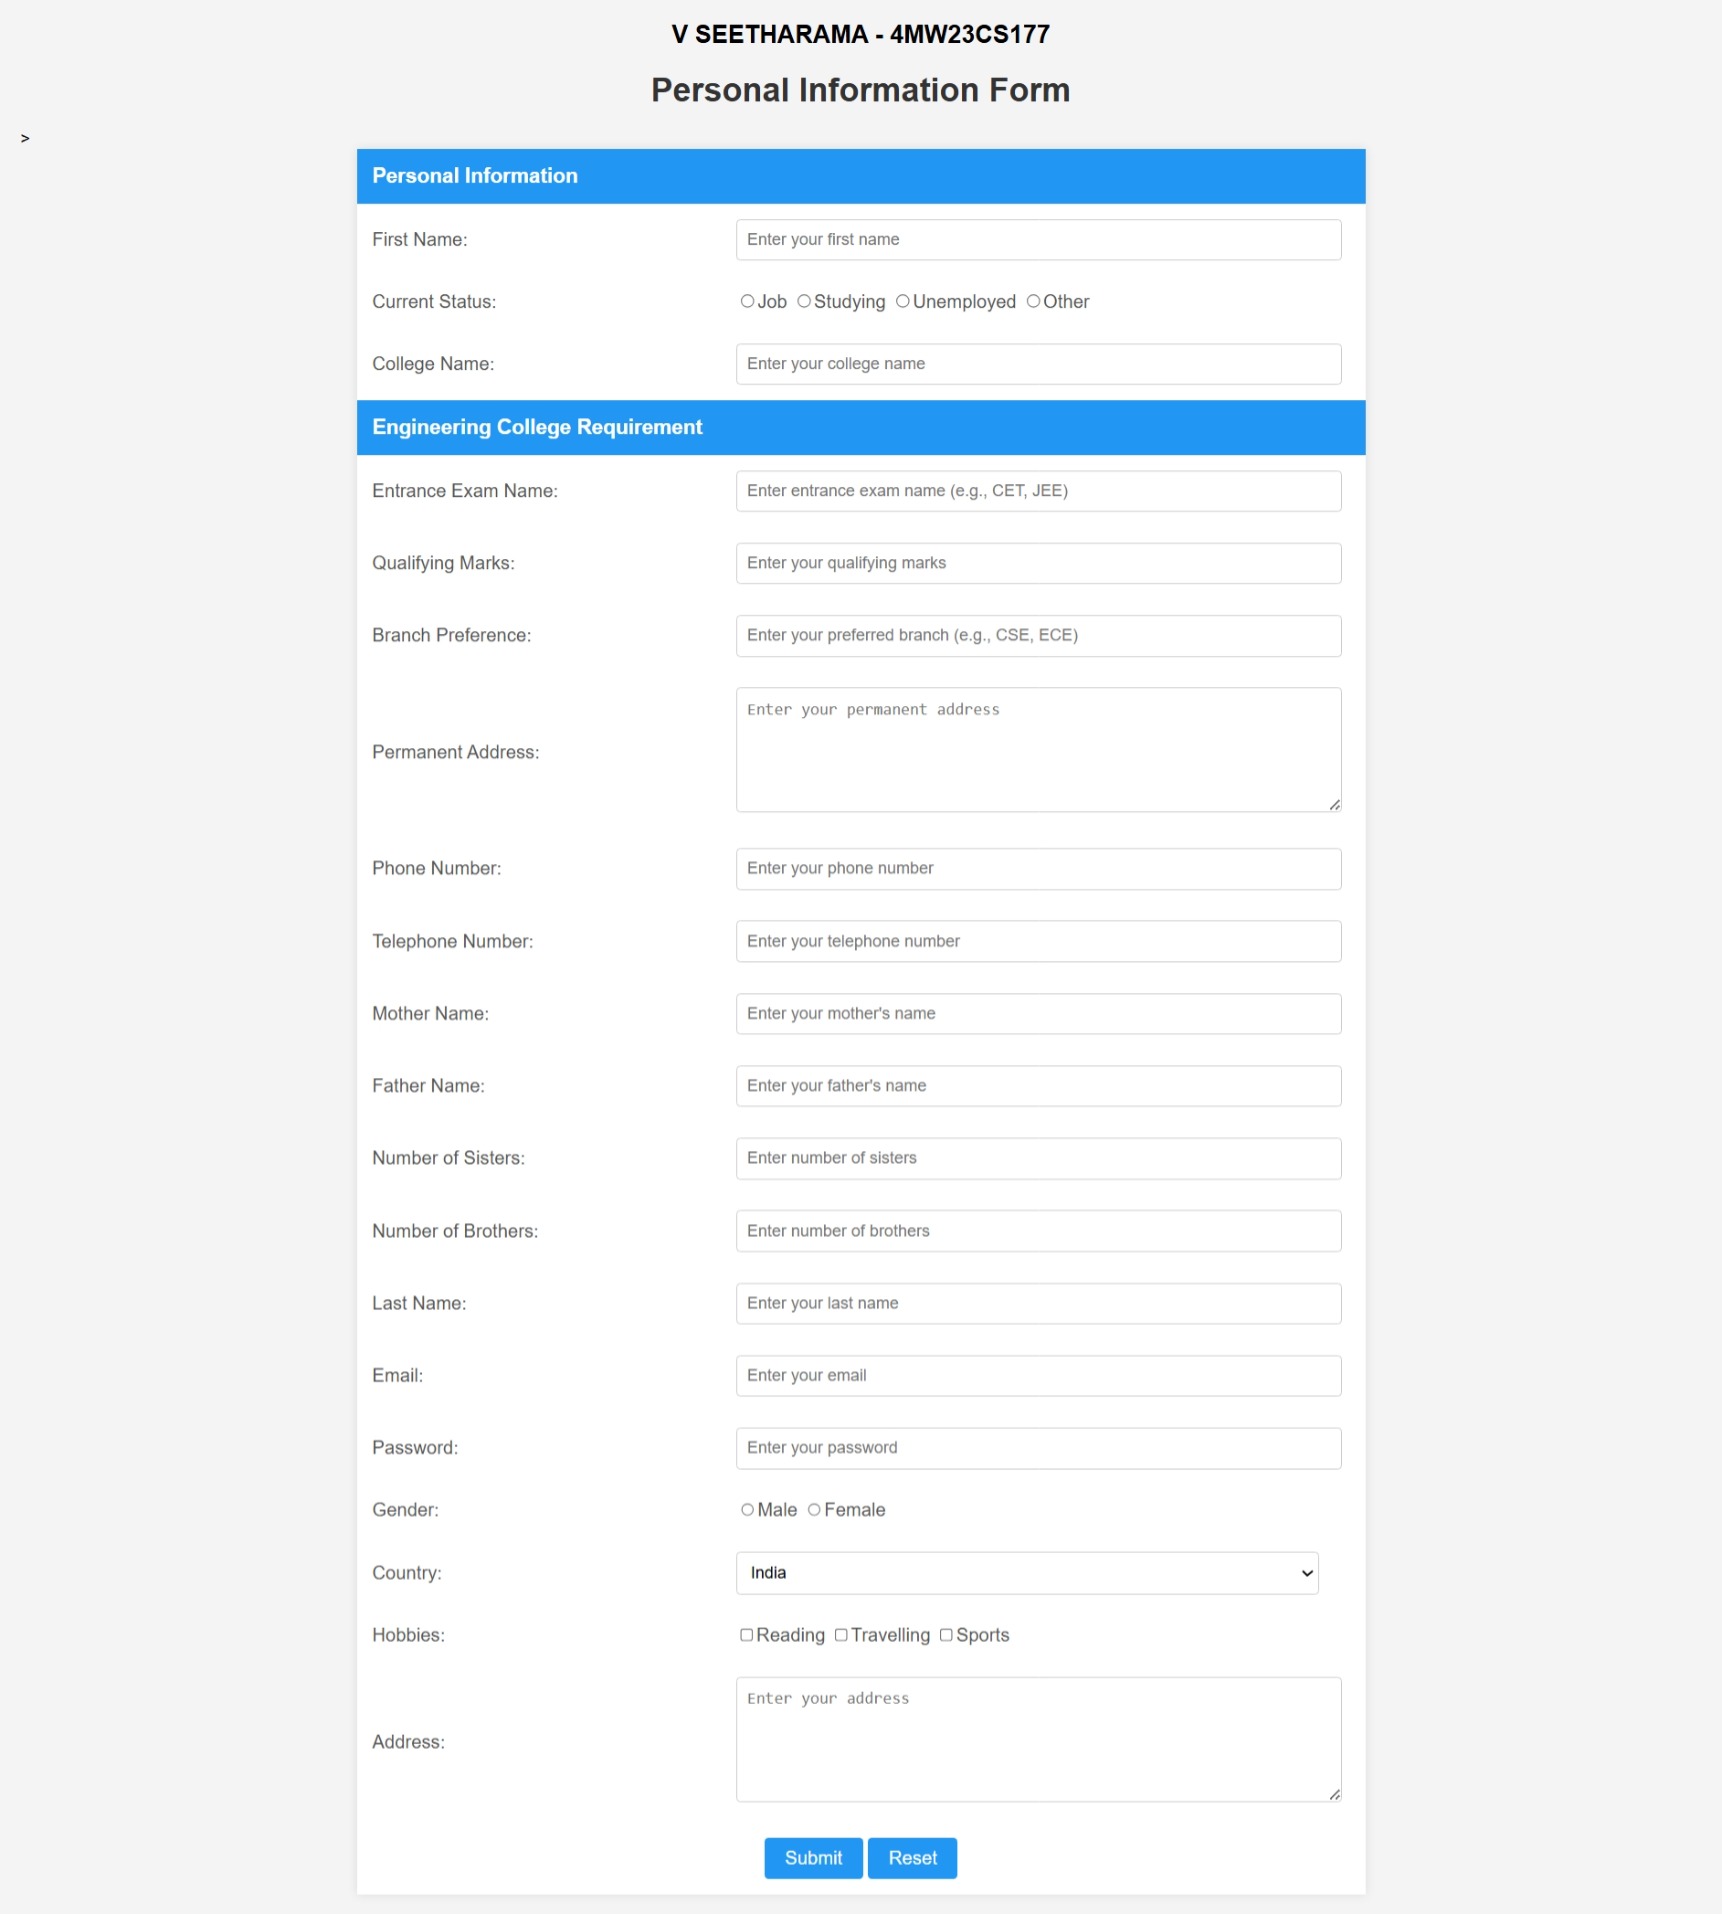 V SEETHARAMA - 4MW23CS177
Personal Information Form
>
Personal Information
First Name: Enter your first name
Current Status: Job Studying Unemployed Other
College Name: Enter your college name
Engineering College Requirement
Entrance Exam Name: Enter entrance exam name (e.g., CET, JEE)
Qualifying Marks: Enter your qualifying marks
Branch Preference: Enter your preferred branch (e.g., CSE, ECE)
Permanent Address: Enter your permanent address
Phone Number: Enter your phone number
Telephone Number: Enter your telephone number
Mother Name: Enter your mother's name
Father Name: Enter your father's name
Number of Sisters: Enter number of sisters
Number of Brothers: Enter number of brothers
Last Name: Enter your last name
Email: Enter your email
Password: Enter your password
Gender: Male Female
Country: India
Hobbies: Reading Travelling Sports
Address: Enter your address
Submit Reset